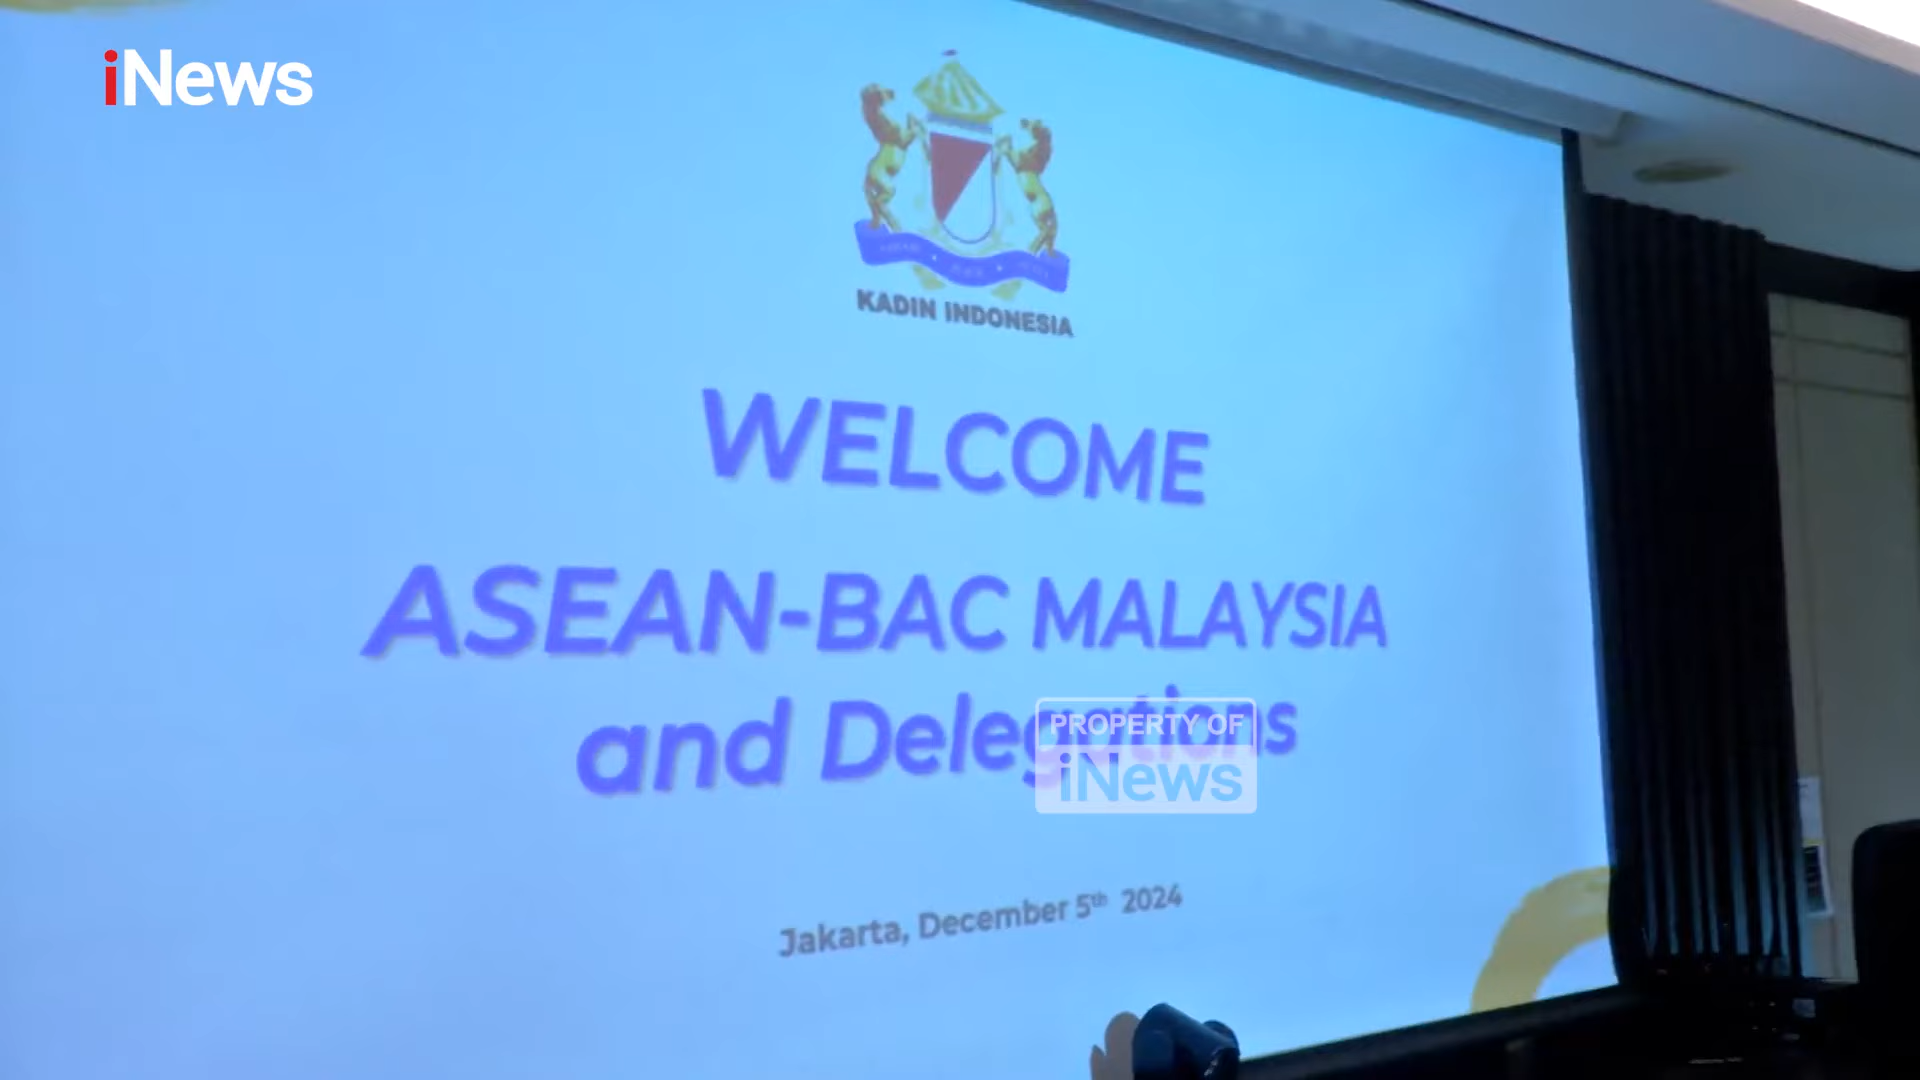 iNews
KADIN INDONESIA
WELCOME
ASEAN-BAC MALAYSIA
and Delegations
PROPERTY OF
iNews
Jakarta, December 5th 2024